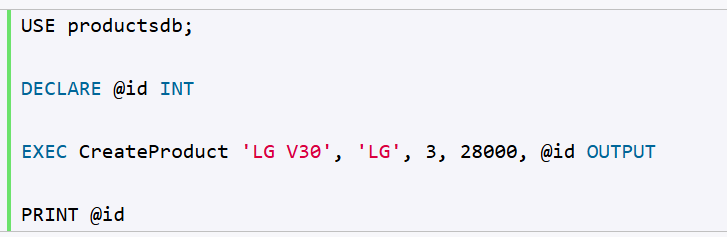 USE productsdb;
DECLARE @id INT
EXEC CreateProduct 'LG V30', 'LG', 3, 28000, @id OUTPUT
PRINT @id